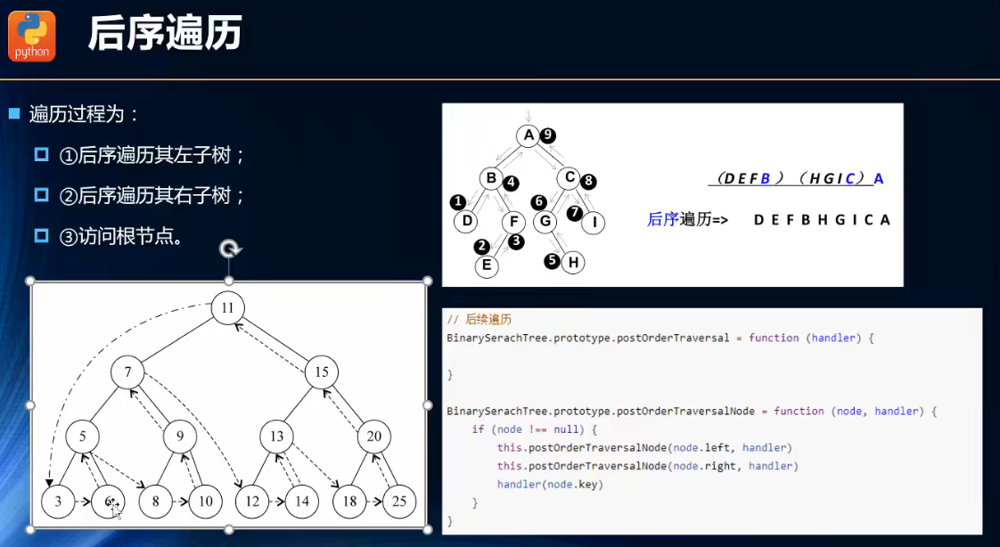 python
后序遍历
遍历过程为：
①后序遍历其左子树；
②后序遍历其右子树；
③访问根节点。
11
7 15
5 9 13 20
3 6 8 10 12 14 18 25
A 9
B 4 C 8
1 D F 3 6 G 7 I
2 E 5 H
（D E F B ）（ H G I C）A
后序遍历=> D E F B H G I C A
// 后续遍历
BinarySerachTree.prototype.postOrderTraversal = function (handler) {
}
BinarySerachTree.prototype.postOrderTraversalNode = function (node, handler) {
if (node !== null) {
this.postOrderTraversalNode(node.left, handler)
this.postOrderTraversalNode(node.right, handler)
handler(node.key)
}
}